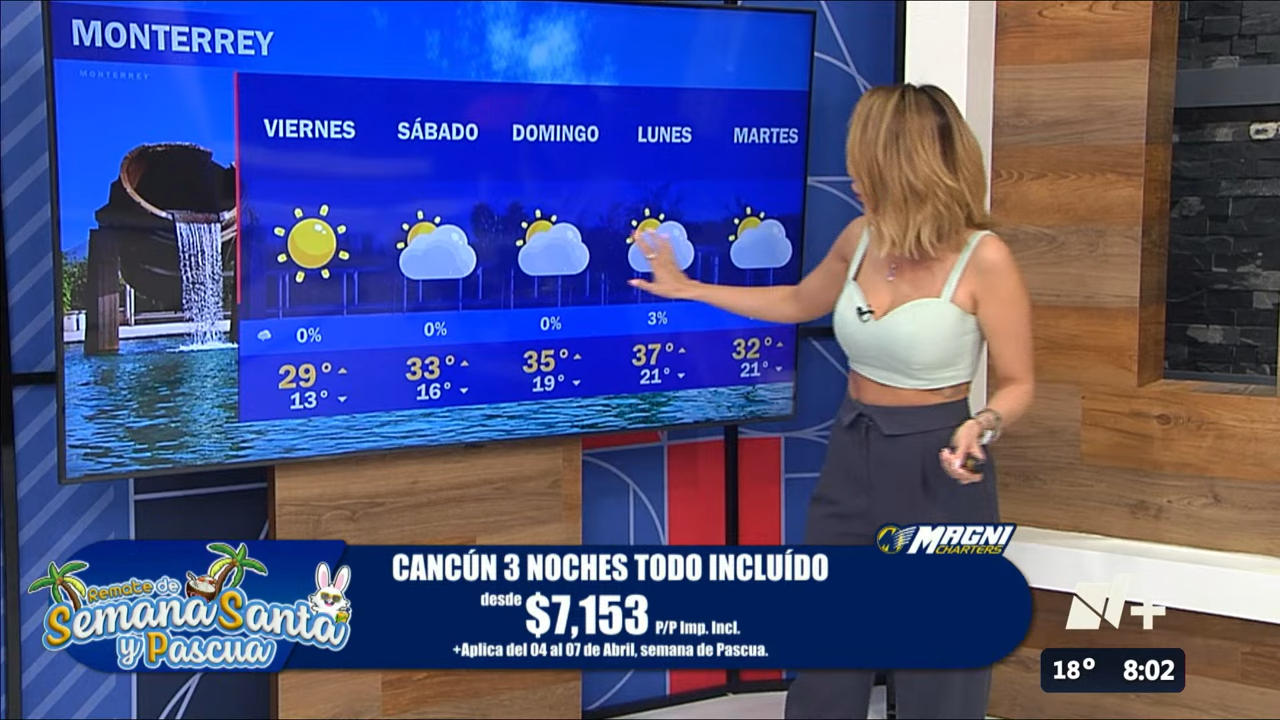 MONTERREY
MONTERREY
VIERNES SÁBADO DOMINGO LUNES MARTES
0% 0% 0% 3%
29° 33° 35° 37° 32°
13° 16° 19° 21° 21°
MAGNI
CHARTERS
Remate de
Semana Santa
y Pascua
CANCÚN 3 NOCHES TODO INCLUÍDO
desde $7,153 P/P Imp. Incl.
+Aplica del 04 al 07 de Abril, semana de Pascua.
N+
18° 8:02